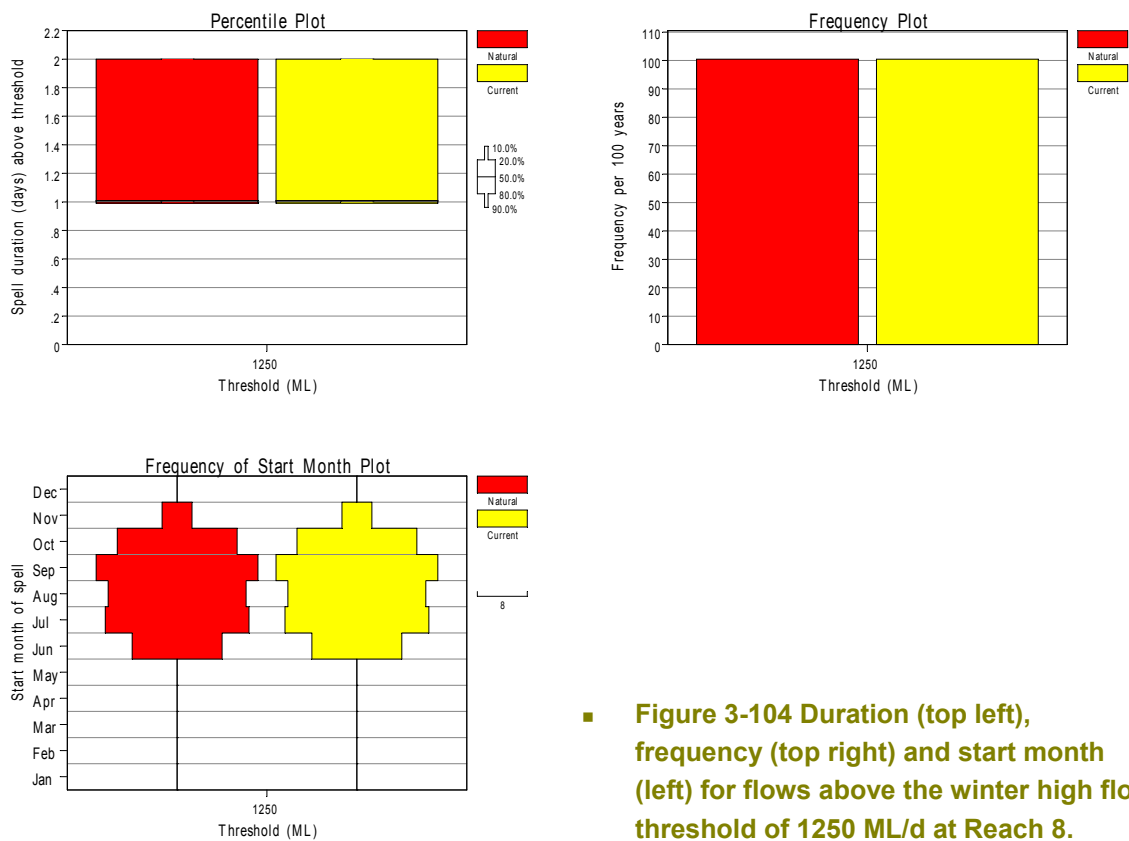 Percentile Plot
2.2
2
1.8
1.6
1.4
1.2
1
.8
.6
.4
.2
0
Spell duration (days) above threshold
1250
Threshold (ML)
Natural
Current
10.0%
20.0%
50.0%
80.0%
90.0%
Frequency Plot
110
100
90
80
70
60
50
40
30
20
10
0
Frequency per 100 years
1250
Threshold (ML)
Natural
Current
Frequency of Start Month Plot
Dec
Nov
Oct
Sep
Aug
Jul
Jun
May
Apr
Mar
Feb
Jan
Start month of spell
1250
Threshold (ML)
Natural
Current
8
▪ Figure 3-104 Duration (top left),
frequency (top right) and start month
(left) for flows above the winter high flo
threshold of 1250 ML/d at Reach 8.